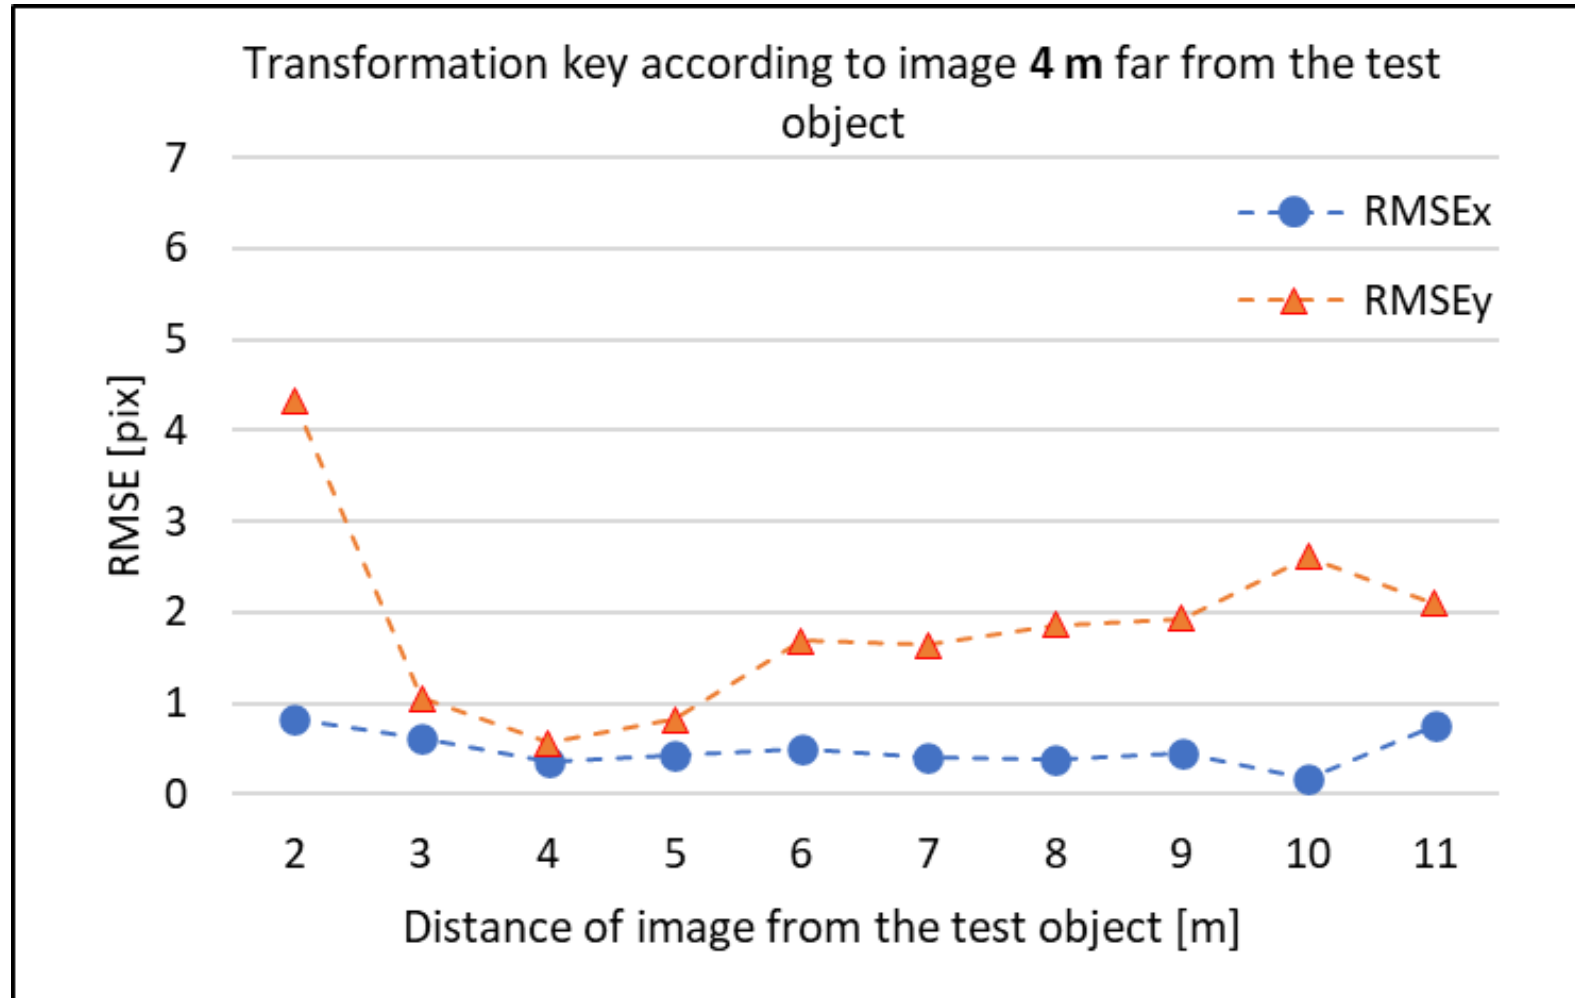 Transformation key according to image 4 m far from the test
object
7
6
5
4
3
2
1
0
RMSE [pix]
RMSEx
RMSEy
2 3 4 5 6 7 8 9 10 11
Distance of image from the test object [m]